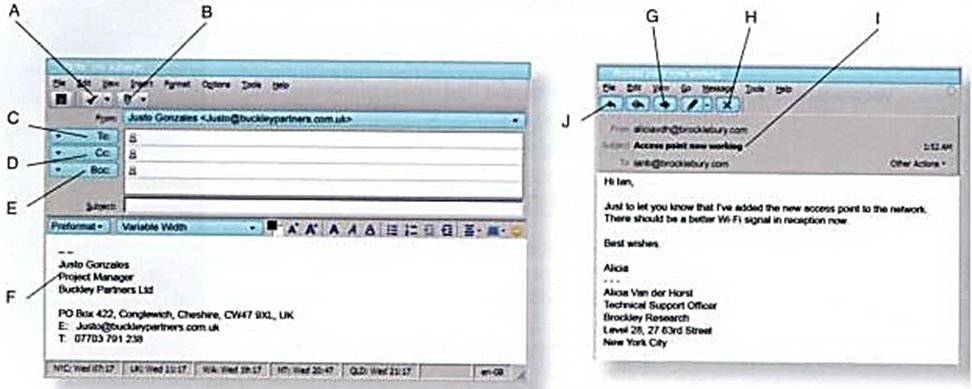 A
B
G
H
I
File Edit View Insert Format Options Tools Help
From: Justo Gonzales <Justo@buckleypartners.com.uk>
C
To:
D
Cc:
E
Bcc:
Subject:
Preformat
Variable Width
F
Justo Gonzales
Project Manager
Buckley Partners Ltd
PO Box 422, Conglewich, Cheshire, CW47 9XL, UK
E: Justo@buckleypartners.com.uk
T: 07703 791 238
NYC: Wed 07:17
UK: Wed
WA: Wed 19:17
NT: Wed 20:47
QLD: Wed 21:17
en-GB
Access point now working
File Edit View Go Message Tools Help
J
From aliciavdh@brocklebury.com
Subject Access point now working
1:52 AM
To ianb@brocklebury.com
Other Actions
Hi Ian,
Just to let you know that I've added the new access point to the network.
There should be a better Wi-Fi signal in reception now.
Best wishes
Alicia
- - -
Alicia Van der Horst
Technical Support Officer
Brockley Research
Level 28, 27 63rd Street
New York City